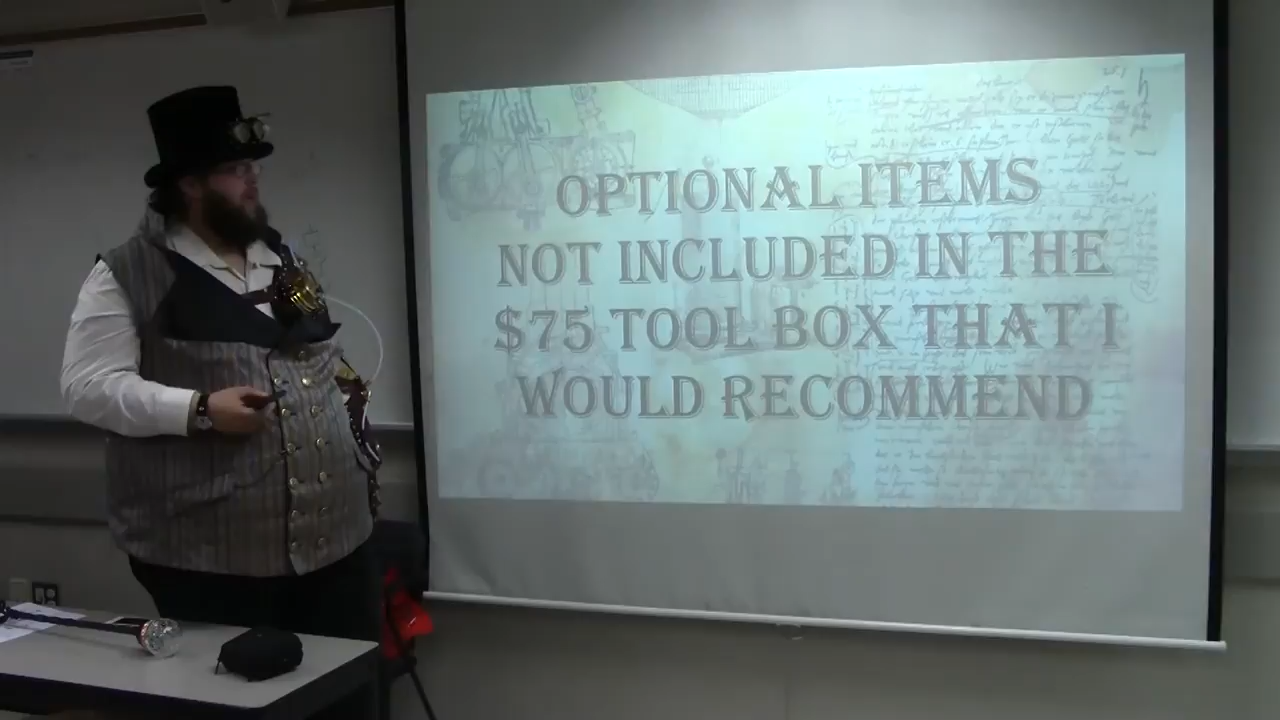 OPTIONAL ITEMS
NOT INCLUDED IN THE
$75 TOOL BOX THAT I
WOULD RECOMMEND